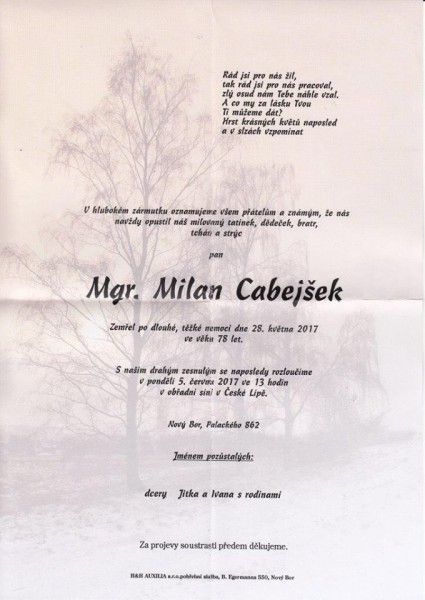 Rád jsi pro nás žil,
tak rád jsi pro nás pracoval,
zlý osud nám Tebe náhle vzal.
A co my za lásku Tvou
Ti můžeme dát?
Hrst krásných květů naposled
a v slzách vzpomínat
V hlubokém zármutku oznamujeme všem přátelům a známým, že nás
navždy opustil náš milovaný tatínek, dědeček, bratr,
tchán a strýc
pan
Mgr. Milan Cabejšek
Zemřel po dlouhé, těžké nemoci dne 28. května 2017
ve věku 78 let.
S naším drahým zesnulým se naposledy rozloučíme
v pondělí 5. června 2017 ve 13 hodin
v obřadní síni v České Lípě.
Nový Bor, Palackého 862
Jménem pozůstalých:
dcery Jitka a Ivana s rodinami
Za projevy soustrasti předem děkujeme.
H&H AUXILIA s.r.o.pohřební služba, B. Egermanna 550, Nový Bor